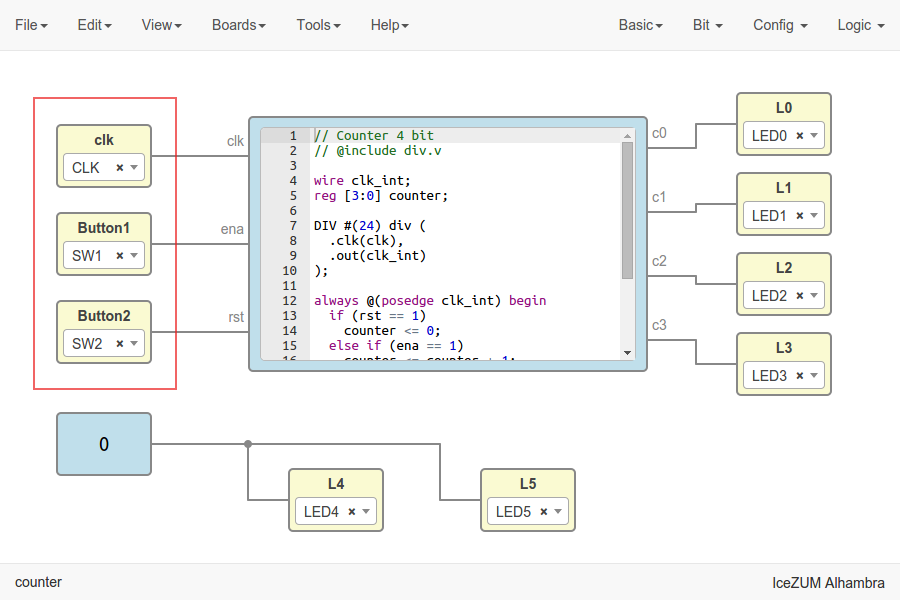 File Edit View Boards Tools Help Basic Bit Config Logic
clk
CLK
Button1
SW1
Button2
SW2
clk
ena
rst
1 // Counter 4 bit
2 // @include div.v
3
4 wire clk_int;
5 reg [3:0] counter;
6
7 DIV #(24) div (
8 .clk(clk),
9 .out(clk_int)
10 );
11
12 always @(posedge clk_int) begin
13 if (rst == 1)
14 counter <= 0;
15 else if (ena == 1)
16 counter <= counter + 1;
c0
c1
c2
c3
L0
LED0
L1
LED1
L2
LED2
L3
LED3
0
L4
LED4
L5
LED5
counter
IceZUM Alhambra